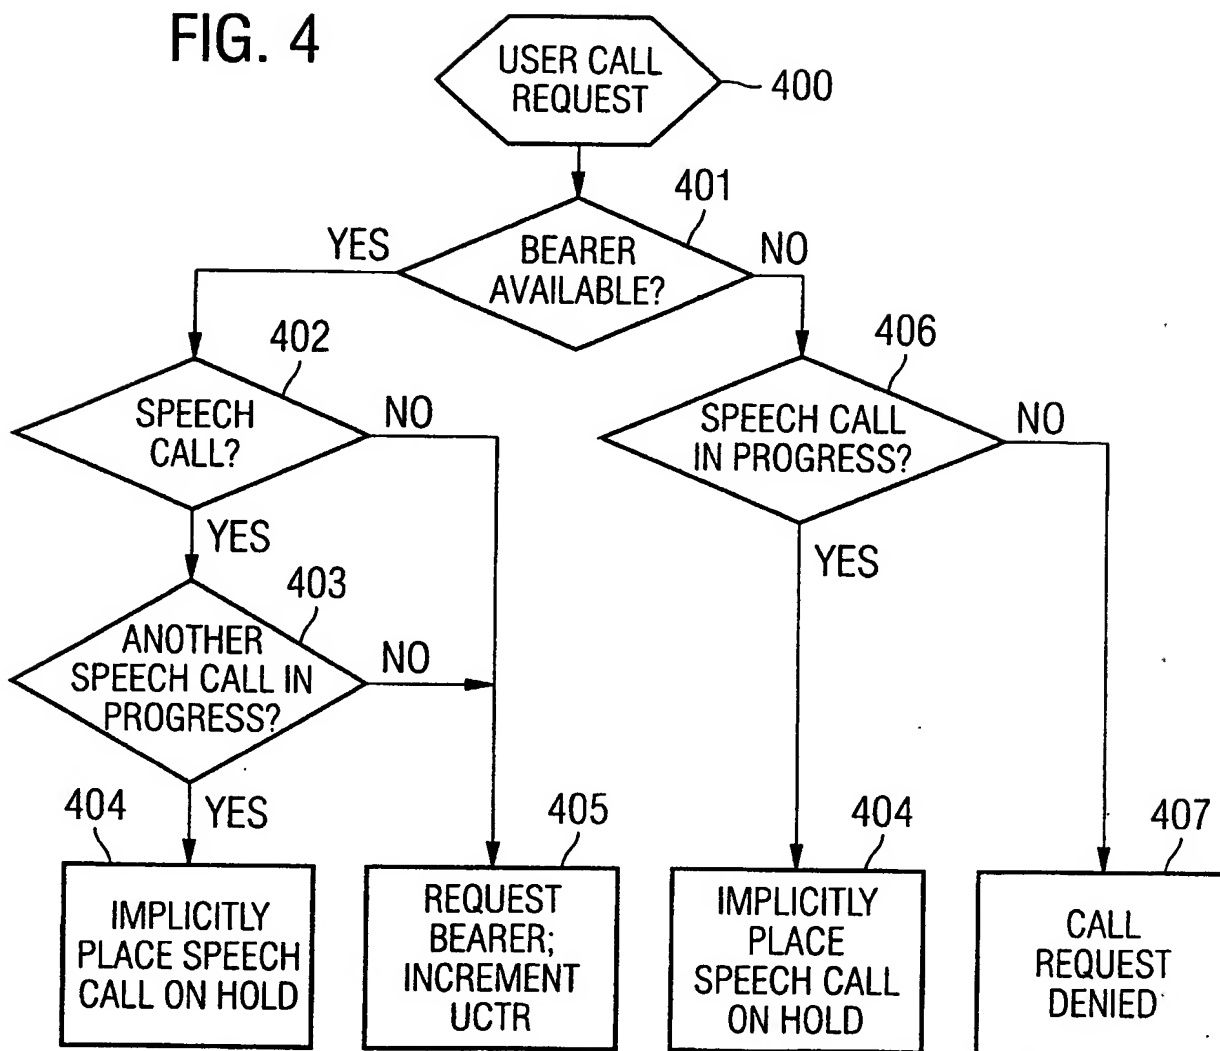 FIG. 4
USER CALL
REQUEST
400
401
YES
BEARER
AVAILABLE?
NO
402
406
SPEECH
CALL?
NO
SPEECH CALL
IN PROGRESS?
NO
YES
YES
403
ANOTHER
SPEECH CALL IN
PROGRESS?
NO
404
YES
405
404
407
IMPLICITLY
PLACE SPEECH
CALL ON HOLD
REQUEST
BEARER;
INCREMENT
UCTR
IMPLICITLY
PLACE
SPEECH CALL
ON HOLD
CALL
REQUEST
DENIED